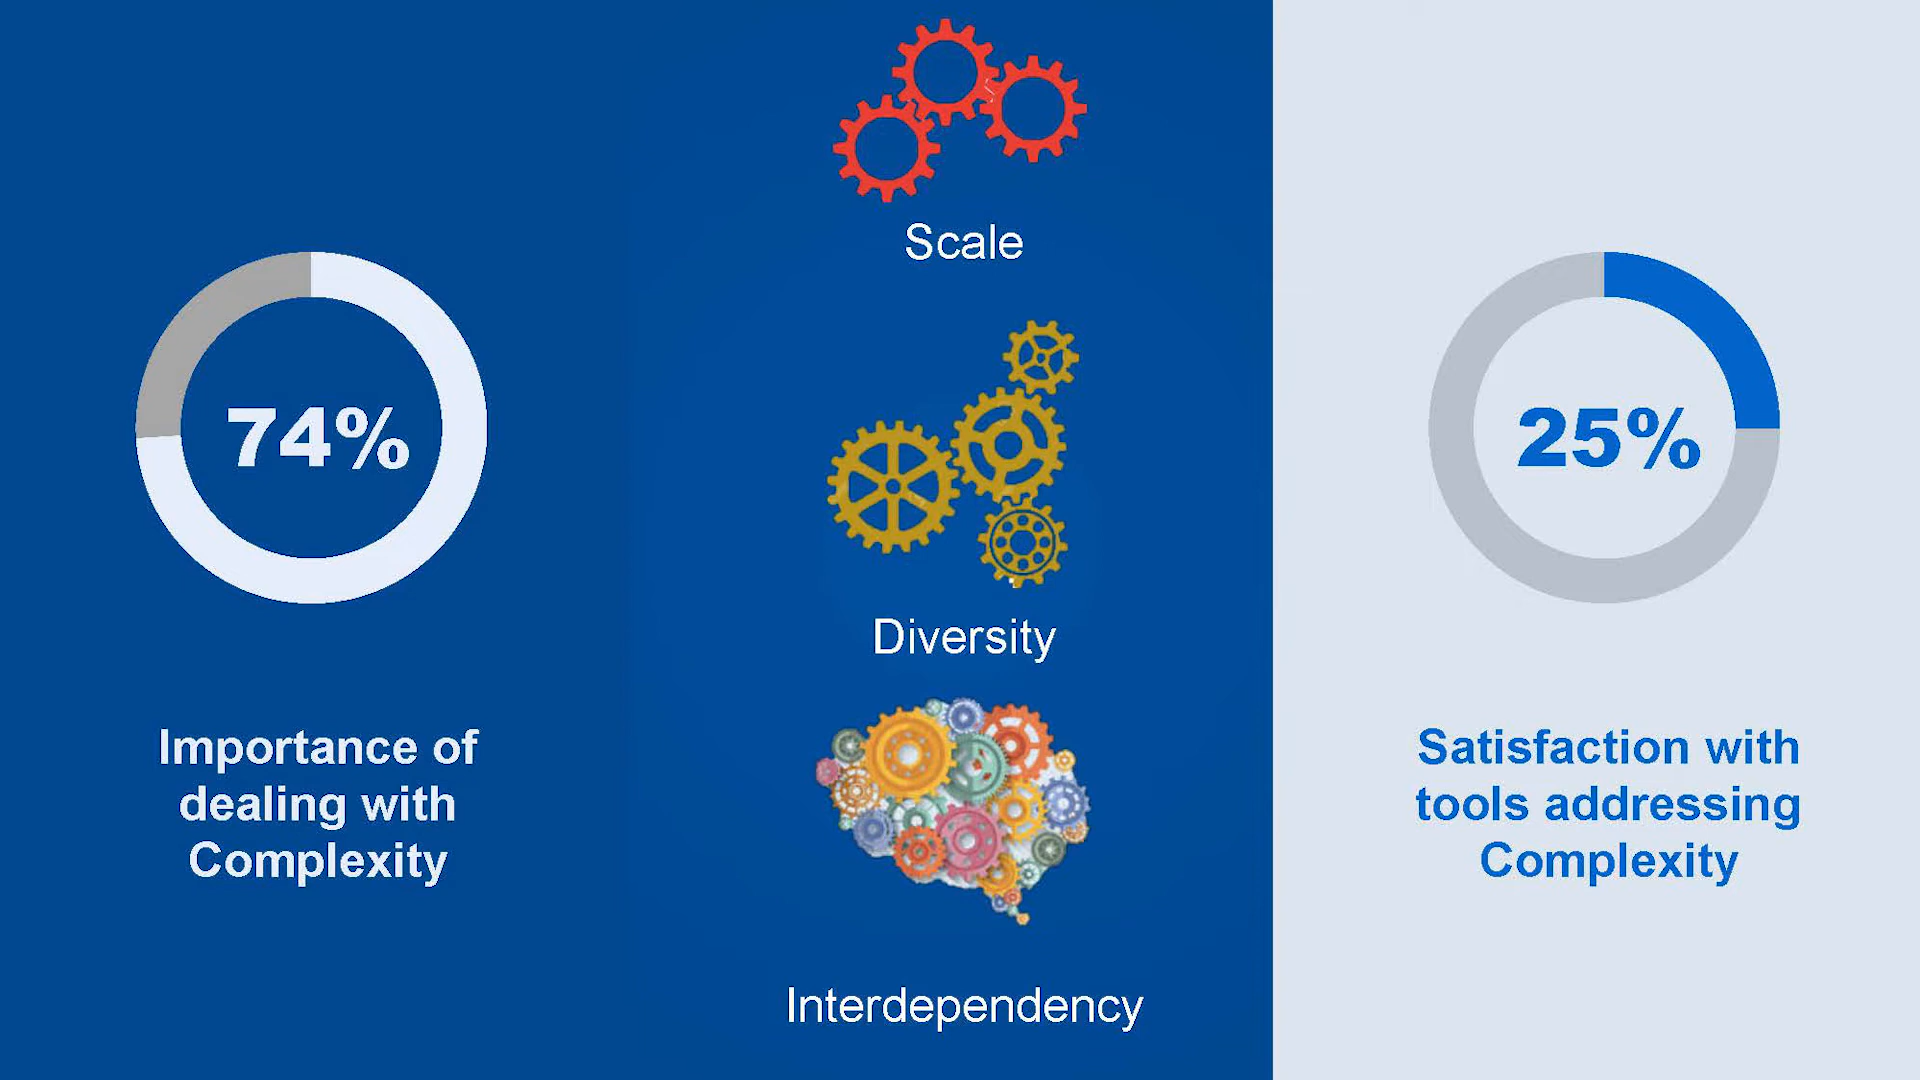 74%
Importance of
dealing with
Complexity
Scale
Diversity
Interdependency
25%
Satisfaction with
tools addressing
Complexity